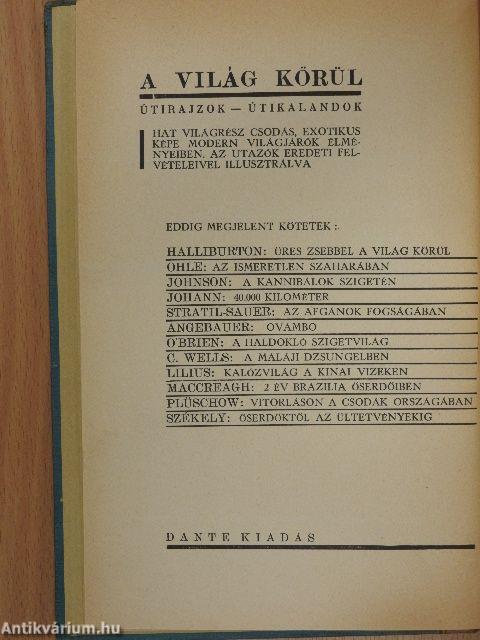 A VILÁG KÖRÜL
ÚTIRAJZOK — ÚTIKALANDOK
HAT VILÁGRÉSZ CSODÁS, EXOTIKUS
KÉPE MODERN VILÁGJÁRÓK ÉLMÉ-
NYEIBEN. AZ UTAZÓK EREDETI FEL-
VÉTELEIVEL ILLUSZTRÁLVA
EDDIG MEGJELENT KÖTETEK:
HALLIBURTON: ÜRES ZSEBBEL A VILÁG KÖRÜL
OHLE: AZ ISMERETLEN SZAHARÁBAN
JOHNSON: A KANNIBÁLOK SZIGETÉN
JOHANN: 40.000 KILOMÉTER
STRATIL-SAUER: AZ AFGÁNOK FOGSÁGÁBAN
ANGEBAUER: OVAMBO
O'BRIEN: A HALDOKLÓ SZIGETVILÁG
C. WELLS: A MALÁJI DZSUNGELBEN
LILIUS: KALÓZVILÁG A KINAI VIZEKEN
MACCREAGH: 2 ÉV BRAZILIA ŐSERDŐIBEN
PLÜSCHOW: VITORLÁSON A CSODÁK ORSZÁGÁBAN
SZÉKELY: ŐSERDŐKTŐL AZ ÜLTETVÉNYEKIG
DANTE KIADÁS
Antikvárium.hu